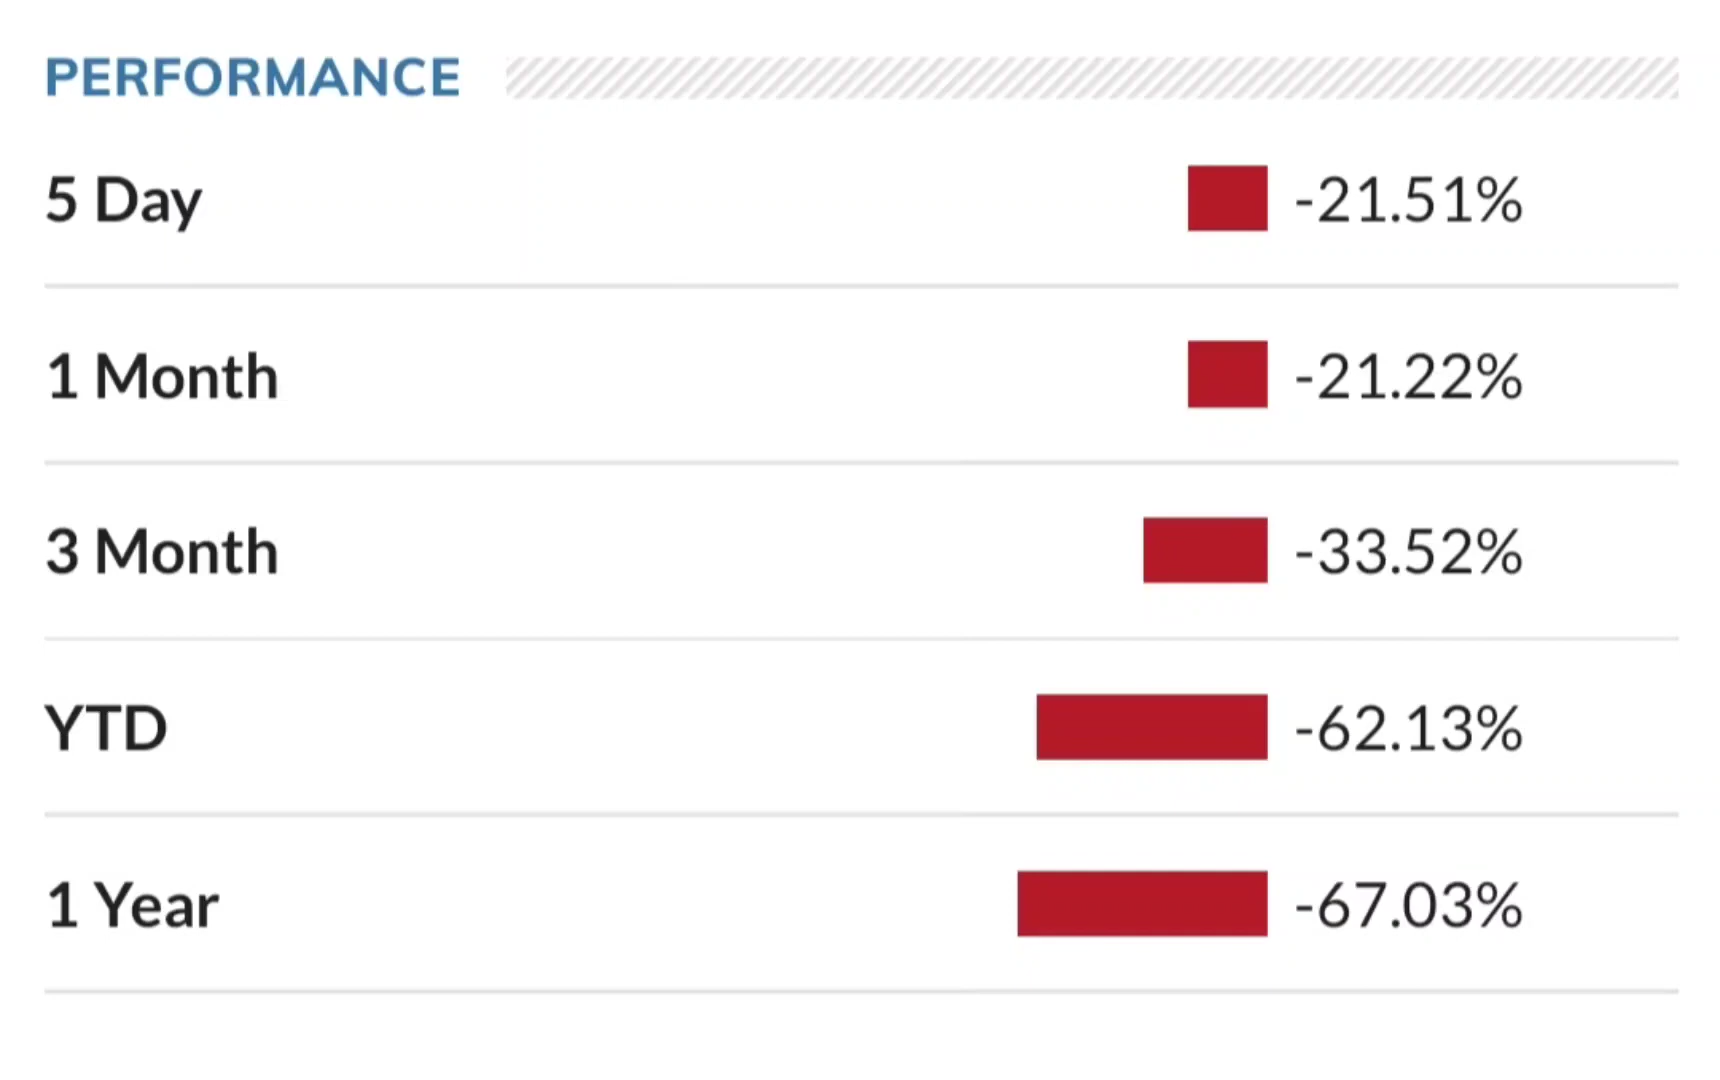 PERFORMANCE
5 Day -21.51%
1 Month -21.22%
3 Month -33.52%
YTD -62.13%
1 Year -67.03%